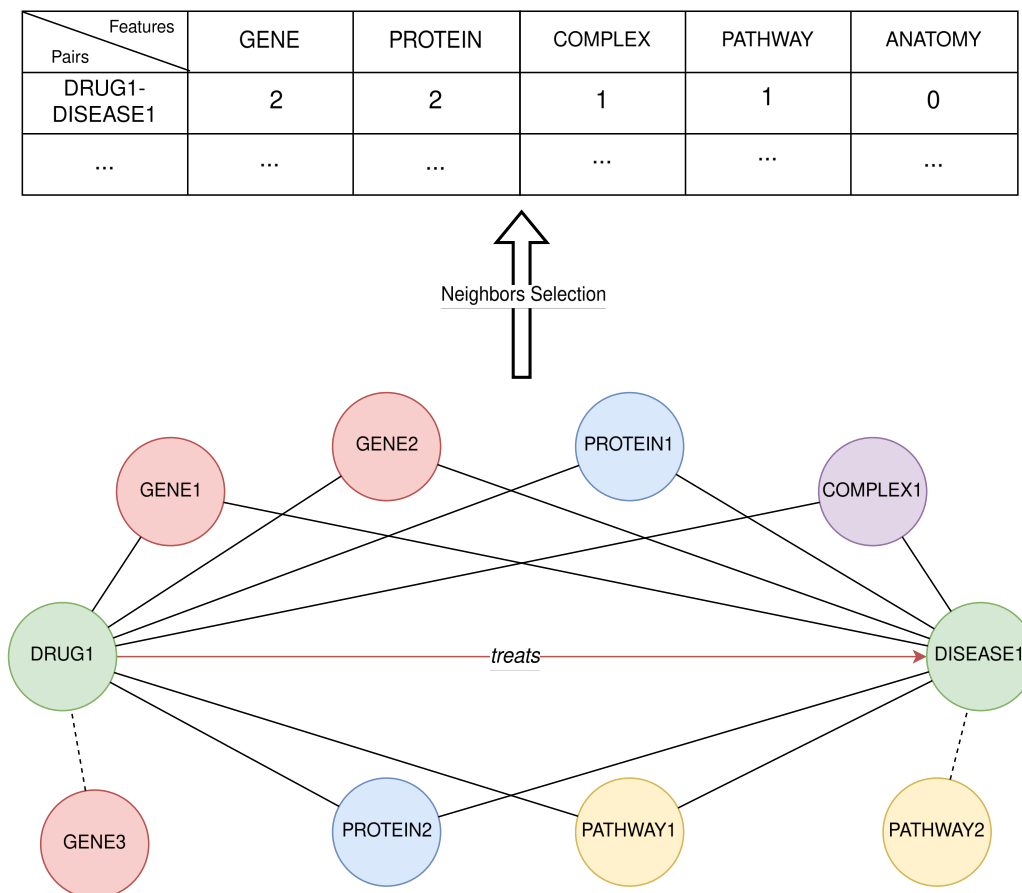 Features
Pairs
GENE
PROTEIN
COMPLEX
PATHWAY
ANATOMY
DRUG1-
DISEASE1
2
2
1
1
0
...
...
...
...
...
...
Neighbors Selection
GENE1
GENE2
PROTEIN1
COMPLEX1
DRUG1
treats
DISEASE1
GENE3
PROTEIN2
PATHWAY1
PATHWAY2